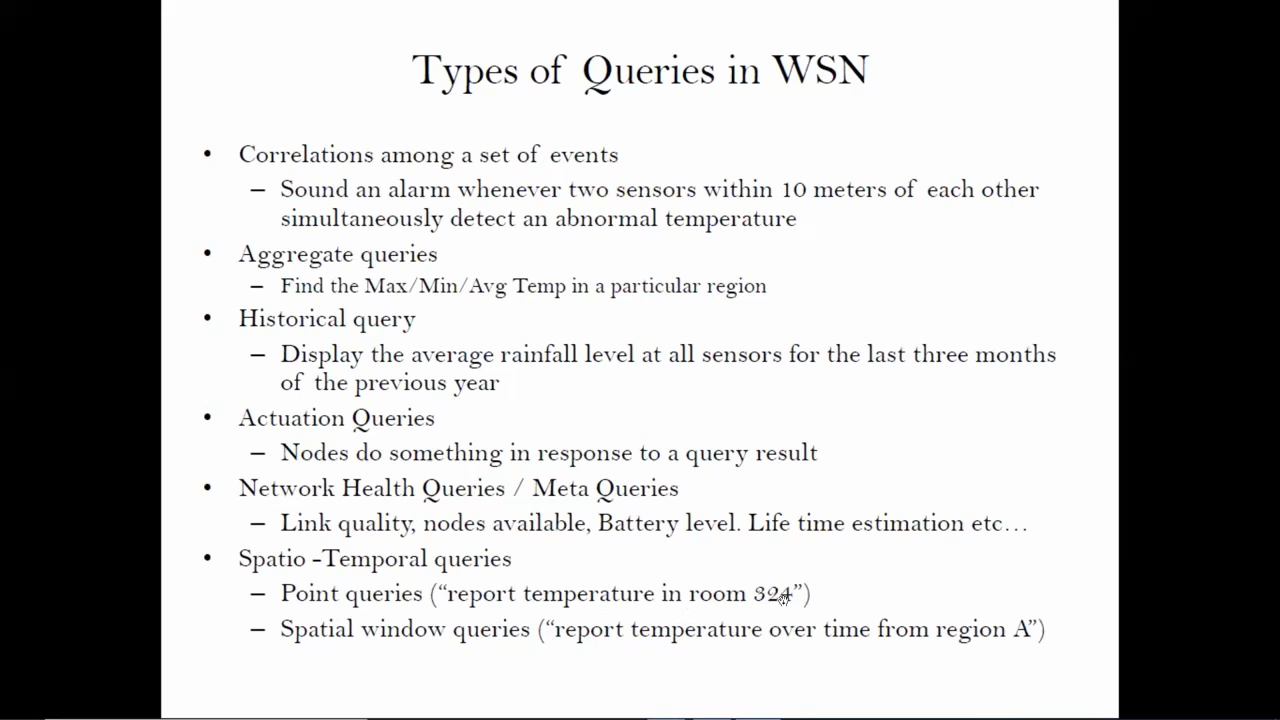 Types of Queries in WSN
• Correlations among a set of events
– Sound an alarm whenever two sensors within 10 meters of each other
simultaneously detect an abnormal temperature
• Aggregate queries
– Find the Max/Min/Avg Temp in a particular region
• Historical query
– Display the average rainfall level at all sensors for the last three months
of the previous year
• Actuation Queries
– Nodes do something in response to a query result
• Network Health Queries / Meta Queries
– Link quality, nodes available, Battery level. Life time estimation etc…
• Spatio -Temporal queries
– Point queries (“report temperature in room 324”)
– Spatial window queries (“report temperature over time from region A”)